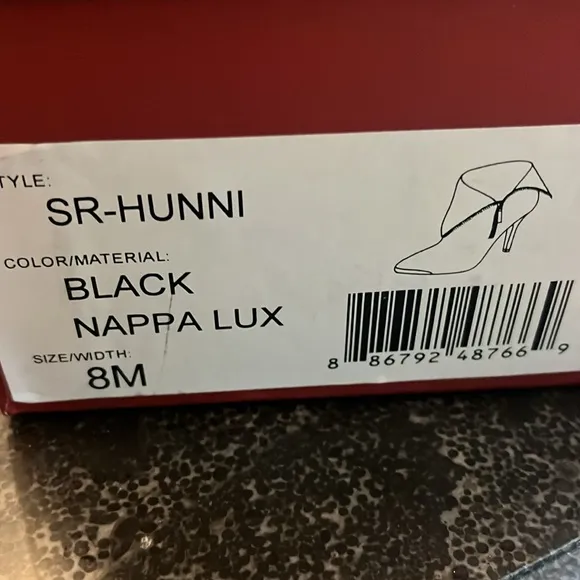 TYLE:
SR-HUNNI
COLOR/MATERIAL:
BLACK
NAPPA LUX
SIZE/WIDTH:
8M
8 86792 48766 9